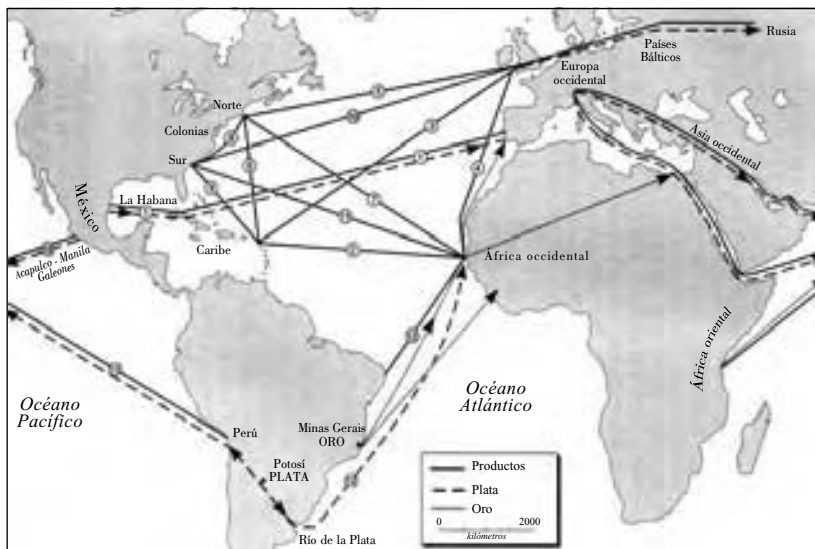 Rusia
Países
Bálticos
Europa
occidental
Norte
Colonias
Sur
Asia occidental
México
La Habana
Caribe
Acapulco - Manila
Galeones
África occidental
África oriental
Océano
Pacífico
Océano
Atlántico
Perú
Minas Gerais
ORO
Potosí
PLATA
Río de la Plata
Productos
Plata
Oro
0 2000
kilómetros